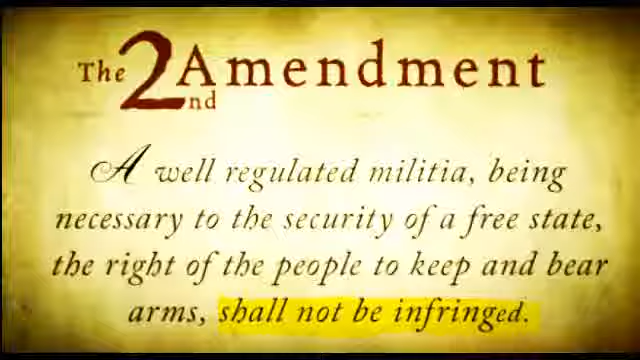 The 2nd Amendment
A well regulated militia, being
necessary to the security of a free state,
the right of the people to keep and bear
arms, shall not be infringed.